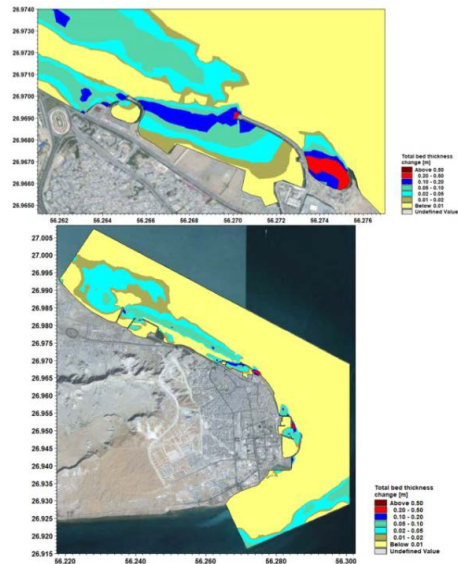 26.9740
26.9730
26.9720
26.9710
26.9700
26.9690
26.9680
26.9670
26.9660
26.9650
56.262 56.264 56.266 56.268 56.270 56.272 56.274 56.276
Total bed thickness
change [m]
Above 0.50
0.20 - 0.50
0.10 - 0.20
0.05 - 0.10
0.02 - 0.05
0.01 - 0.02
Below 0.01
Undefined Value
27.005
27.000
26.995
26.990
26.985
26.980
26.975
26.970
26.965
26.960
26.955
26.950
26.945
26.940
26.935
26.930
26.925
26.920
26.915
56.220 56.240 56.260 56.280 56.300
Total bed thickness
change [m]
Above 0.50
0.20 - 0.50
0.10 - 0.20
0.05 - 0.10
0.02 - 0.05
0.01 - 0.02
Below 0.01
Undefined Value